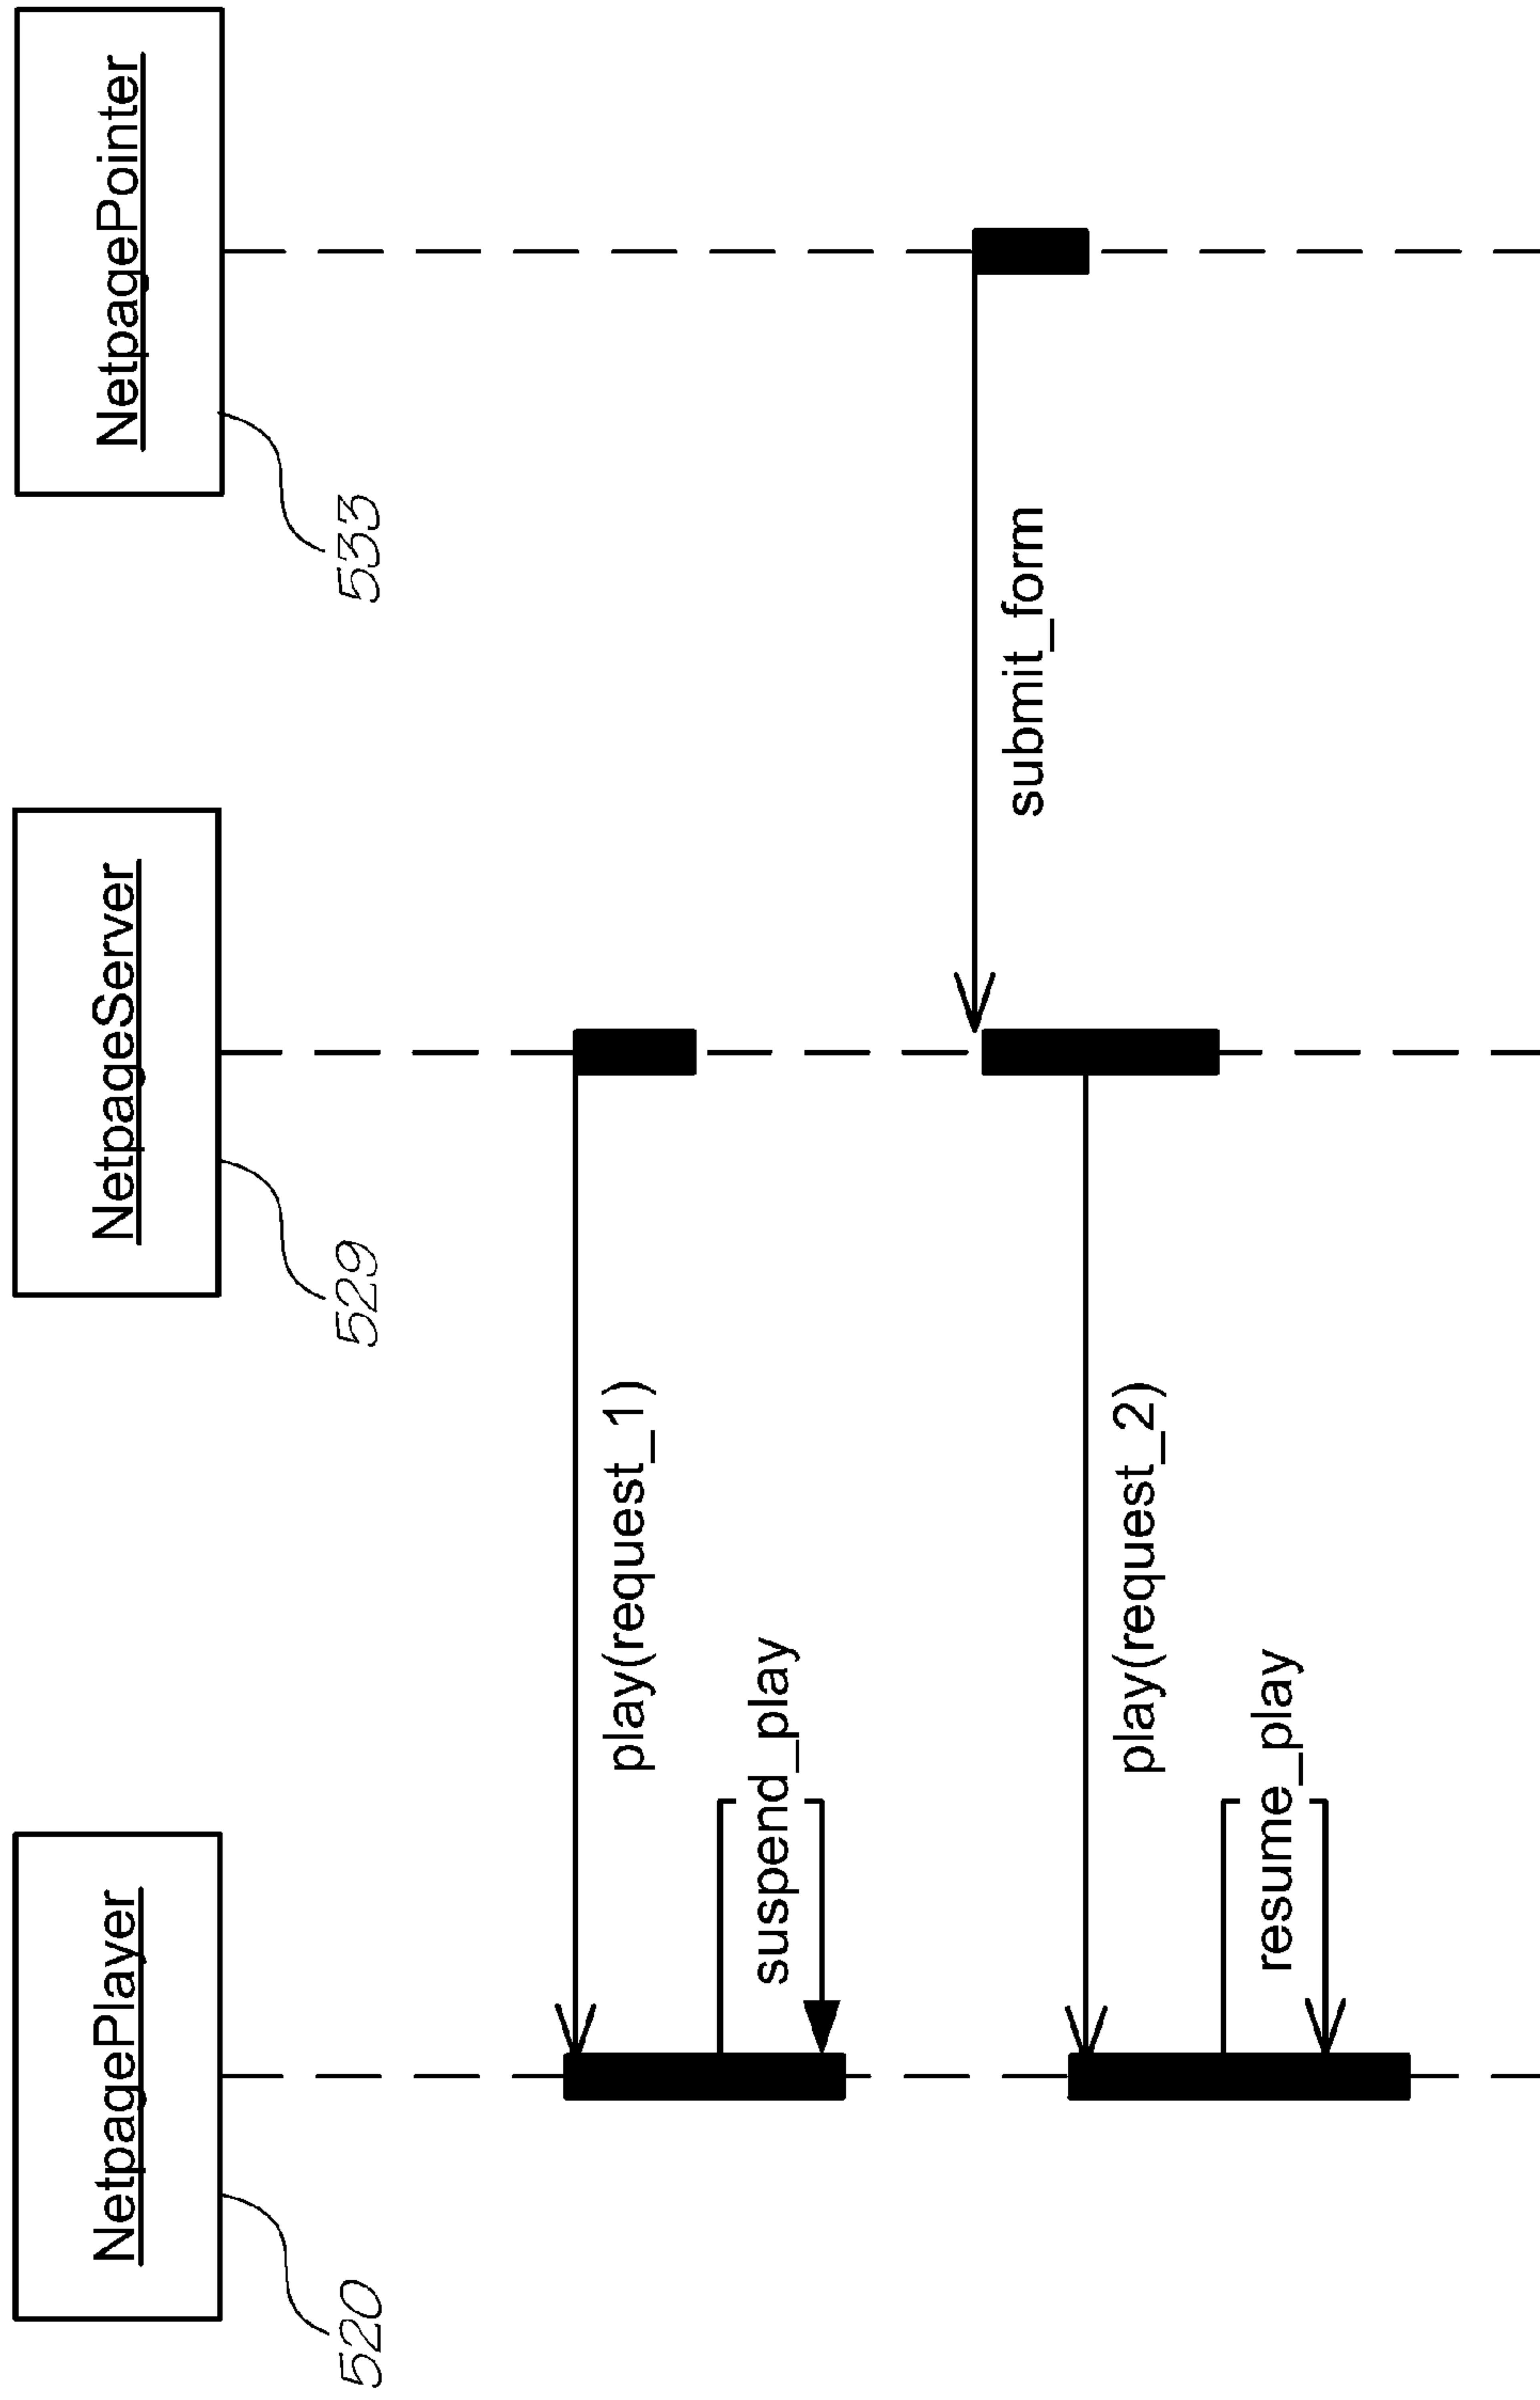 NetpagePlayer
NetpageServer
NetpagePointer
520
529
533
play(request_1)
suspend_play
submit_form
play(request_2)
resume_play